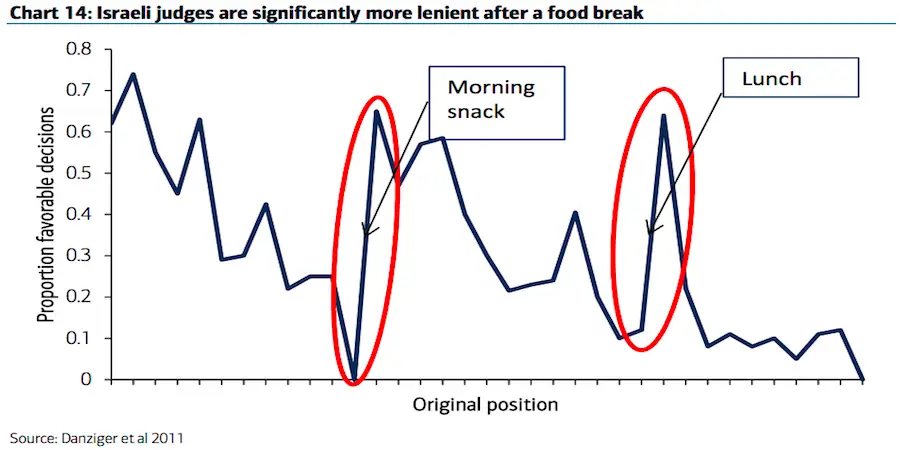 Chart 14: Israeli judges are significantly more lenient after a food break
Proportion favorable decisions
0.8
0.7
0.6
0.5
0.4
0.3
0.2
0.1
0
Morning
snack
Lunch
Original position
Source: Danziger et al 2011